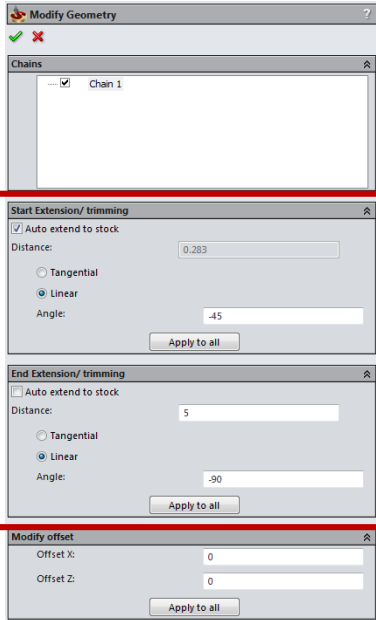 Modify Geometry ?
Chains
Chain 1
Start Extension/ trimming
Auto extend to stock
Distance: 0.283
Tangential
Linear
Angle: -45
Apply to all
End Extension/ trimming
Auto extend to stock
Distance: 5
Tangential
Linear
Angle: -90
Apply to all
Modify offset
Offset X: 0
Offset Z: 0
Apply to all